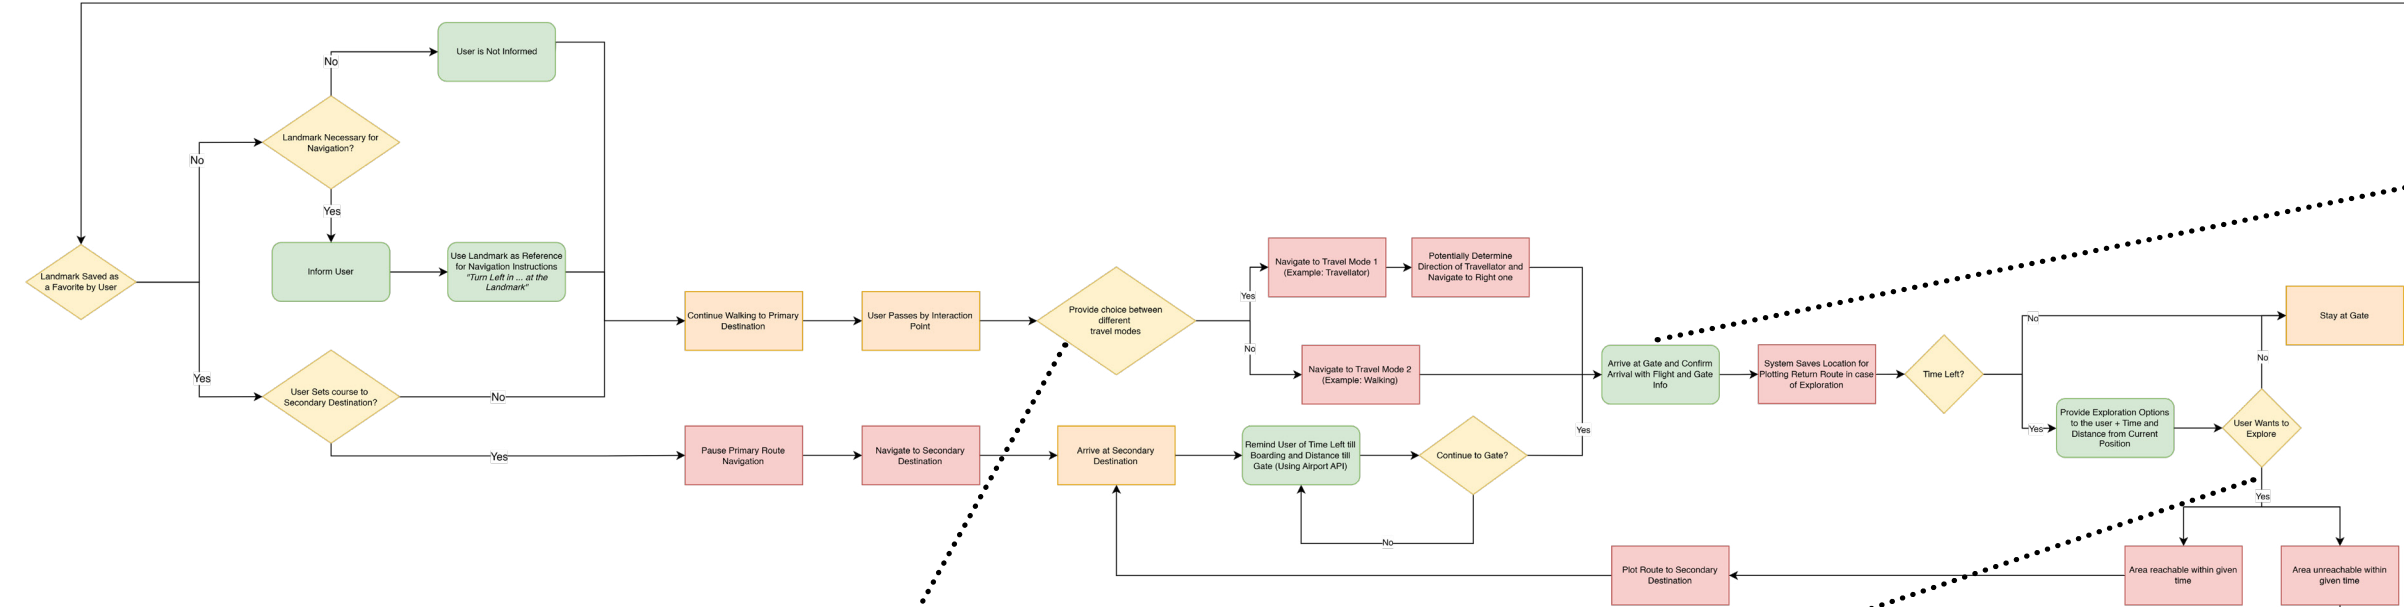 User is Not Informed
No
Landmark Necessary for
Navigation?
No
Yes
Landmark Saved as
a Favorite by User
Inform User
Use Landmark as Reference
for Navigation Instructions
"Turn Left in ... at the
Landmark"
Yes
User Sets course to
Secondary Destination?
No
Yes
Continue Walking to Primary
Destination
User Passes by Interaction
Point
Provide choice between
different
travel modes
Yes
No
Navigate to Travel Mode 1
(Example: Travellator)
Potentially Determine
Direction of Travellator and
Navigate to Right one
Navigate to Travel Mode 2
(Example: Walking)
Pause Primary Route
Navigation
Navigate to Secondary
Destination
Arrive at Secondary
Destination
Remind User of Time Left till
Boarding and Distance till
Gate (Using Airport API)
Continue to Gate?
Yes
No
Arrive at Gate and Confirm
Arrival with Flight and Gate
Info
System Saves Location for
Plotting Return Route in case
of Exploration
Time Left?
No
Yes
Stay at Gate
No
Provide Exploration Options
to the user + Time and
Distance from Current
Position
User Wants to
Explore
Yes
Plot Route to Secondary
Destination
Area reachable within given
time
Area unreachable within
given time